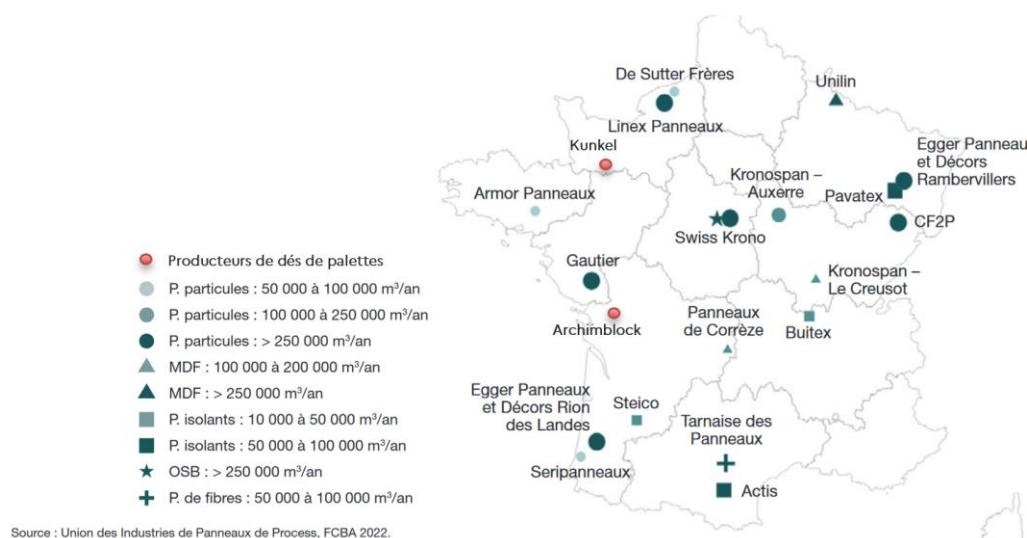 De Sutter Frères
Unilin
Linex Panneaux
Kunkel
Egger Panneau
et Décors
Rambervillers
Kronospan –
Auxerre
Armor Panneaux
Pavatex
CF2P
Swiss Krono
Gautier
Kronospan –
Le Creusot
Panneaux
de Corrèze
Archimblock
Buitex
Egger Panneaux
et Décors Rion
des Landes
Steico
Tarnaise des
Panneaux
Seripanneaux
Actis
Producteurs de dés de palettes
P. particules : 50 000 à 100 000 m³/an
P. particules : 100 000 à 250 000 m³/an
P. particules : > 250 000 m³/an
MDF : 100 000 à 200 000 m³/an
MDF : > 250 000 m³/an
P. isolants : 10 000 à 50 000 m³/an
P. isolants : 50 000 à 100 000 m³/an
OSB : > 250 000 m³/an
P. de fibres : 50 000 à 100 000 m³/an
Source : Union des Industries de Panneaux de Process, FCBA 2022.